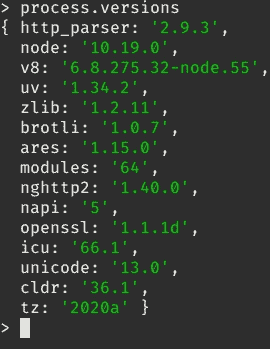 > process.versions
{ http_parser: '2.9.3',
node: '10.19.0',
v8: '6.8.275.32-node.55',
uv: '1.34.2',
zlib: '1.2.11',
brotli: '1.0.7',
ares: '1.15.0',
modules: '64',
nghttp2: '1.40.0',
napi: '5',
openssl: '1.1.1d',
icu: '66.1',
unicode: '13.0',
cldr: '36.1',
tz: '2020a' }
>